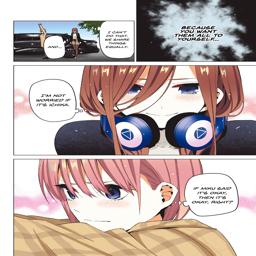 I CAN'T
DO THAT.
WE SHARE
THINGS
EQUALLY.
AND...
BECAUSE
YOU WANT
THEM ALL TO
YOURSELF...
I'M NOT
WORRIED IF
IT'S ICHIKA.
IF MIKU SAID
IT'S OKAY,
THEN IT'S
OKAY, RIGHT?